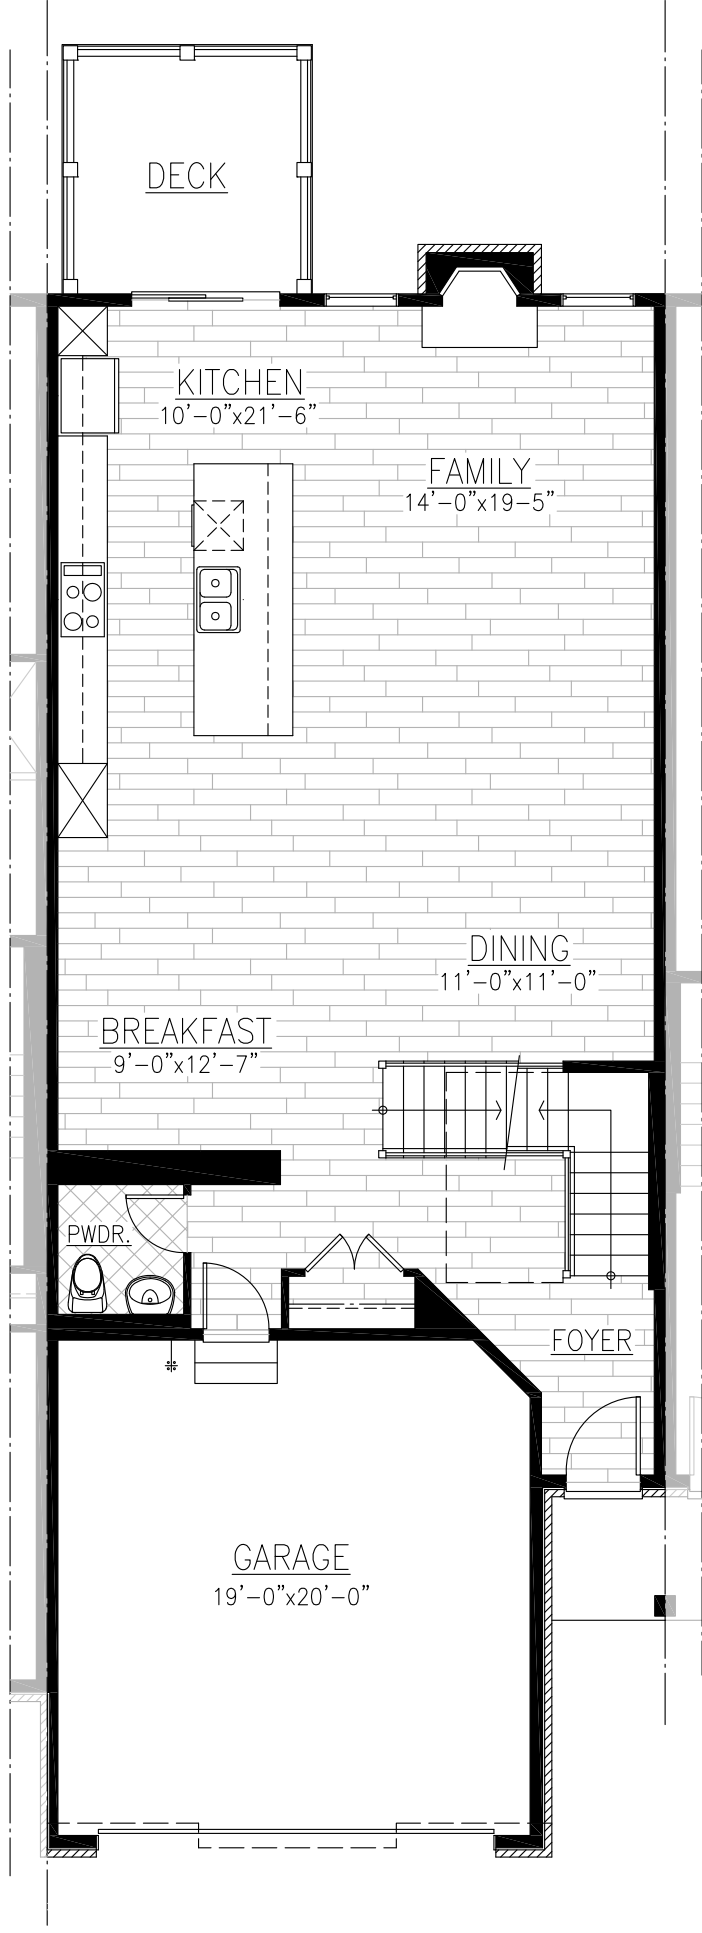 DECK
KITCHEN
10'-0"x21'-6"
FAMILY
14'-0"x19-5"
DINING
11'-0"x11'-0"
BREAKFAST
9'-0"x12'-7"
PWDR.
FOYER
GARAGE
19'-0"x20'-0"